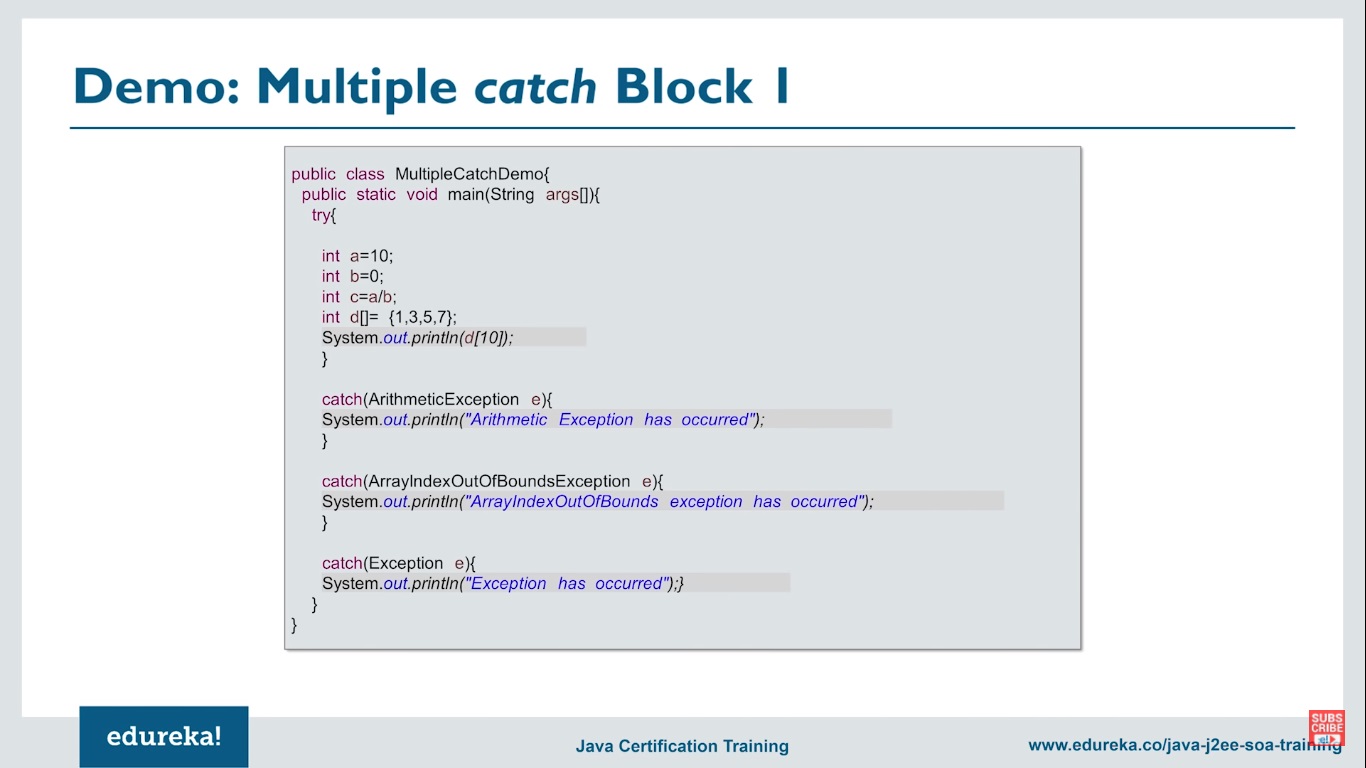 Demo: Multiple catch Block 1
public class MultipleCatchDemo{
public static void main(String args[]){
try{
int a=10;
int b=0;
int c=a/b;
int d[]= {1,3,5,7};
System.out.println(d[10]);
}
catch(ArithmeticException e){
System.out.println("Arithmetic Exception has occurred");
}
catch(ArrayIndexOutOfBoundsException e){
System.out.println("ArrayIndexOutOfBounds exception has occurred");
}
catch(Exception e){
System.out.println("Exception has occurred");}
}
}
edureka!
Java Certification Training
www.edureka.co/java-j2ee-soa-training
SUBS
CRIBE